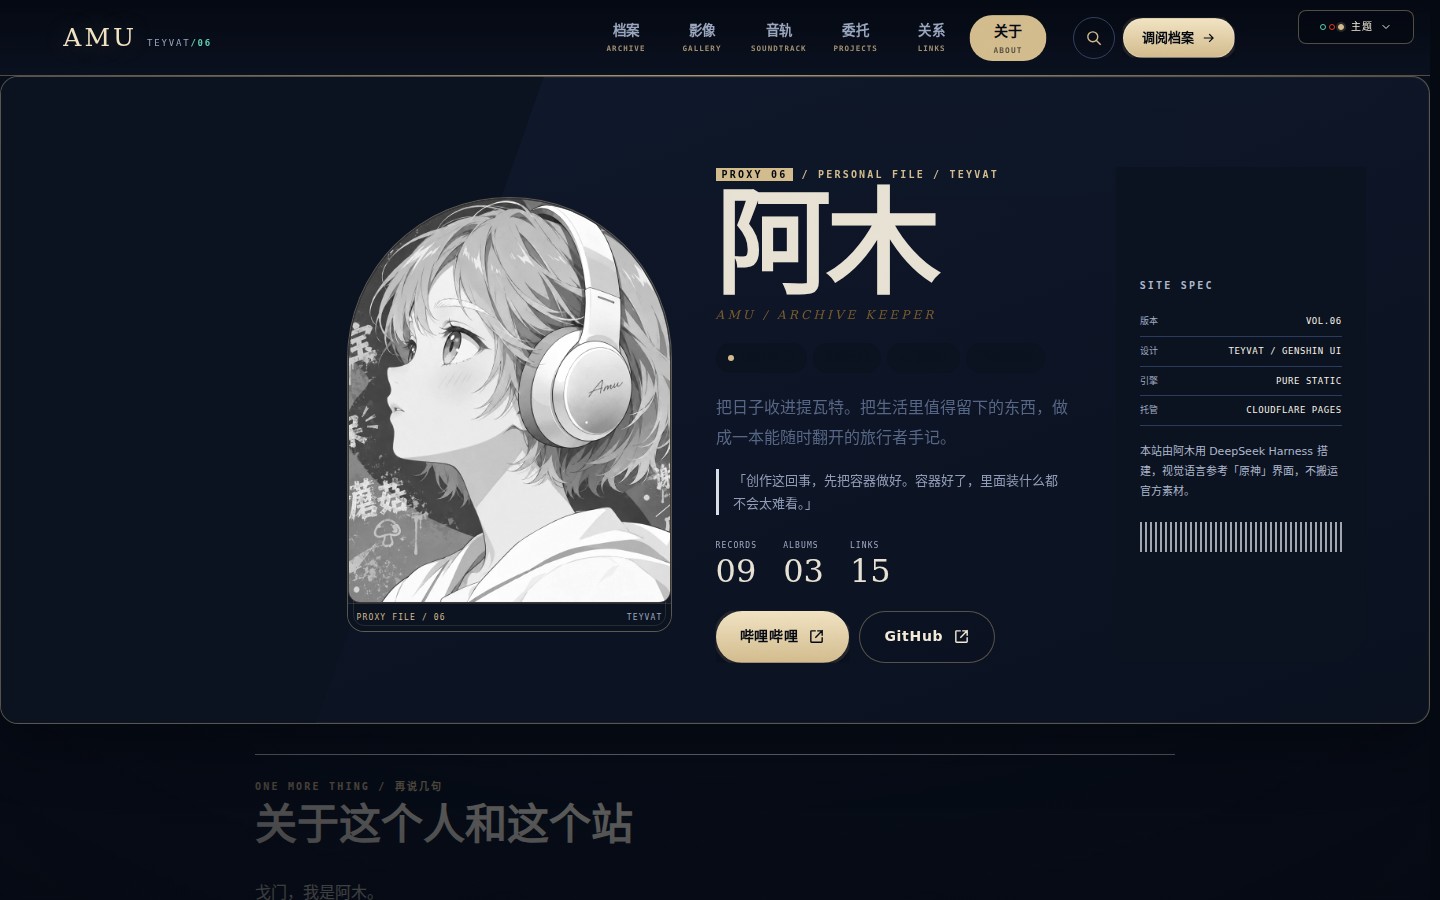 AMU TEYVAT/06
档案 影像 音轨 委托 关系 关于
ARCHIVE GALLERY SOUNDTRACK PROJECTS LINKS ABOUT
调阅档案 →
主题
PROXY 06 / PERSONAL FILE / TEYVAT
阿木
AMU / ARCHIVE KEEPER
把日子收进提瓦特。把生活里值得留下的东西，做
成一本能随时翻开的旅行者手记。
「创作这回事，先把容器做好。容器好了，里面装什么都
不会太难看。」
RECORDS ALBUMS LINKS
09 03 15
哔哩哔哩 GitHub
Amu
蘑菇
PROXY FILE / 06 TEYVAT
SITE SPEC
版本 VOL.06
设计 TEYVAT / GENSHIN UI
引擎 PURE STATIC
托管 CLOUDFLARE PAGES
本站由阿木用 DeepSeek Harness 搭
建，视觉语言参考「原神」界面，不搬运
官方素材。
ONE MORE THING / 再说几句
关于这个人和这个站
戈门，我是阿木。